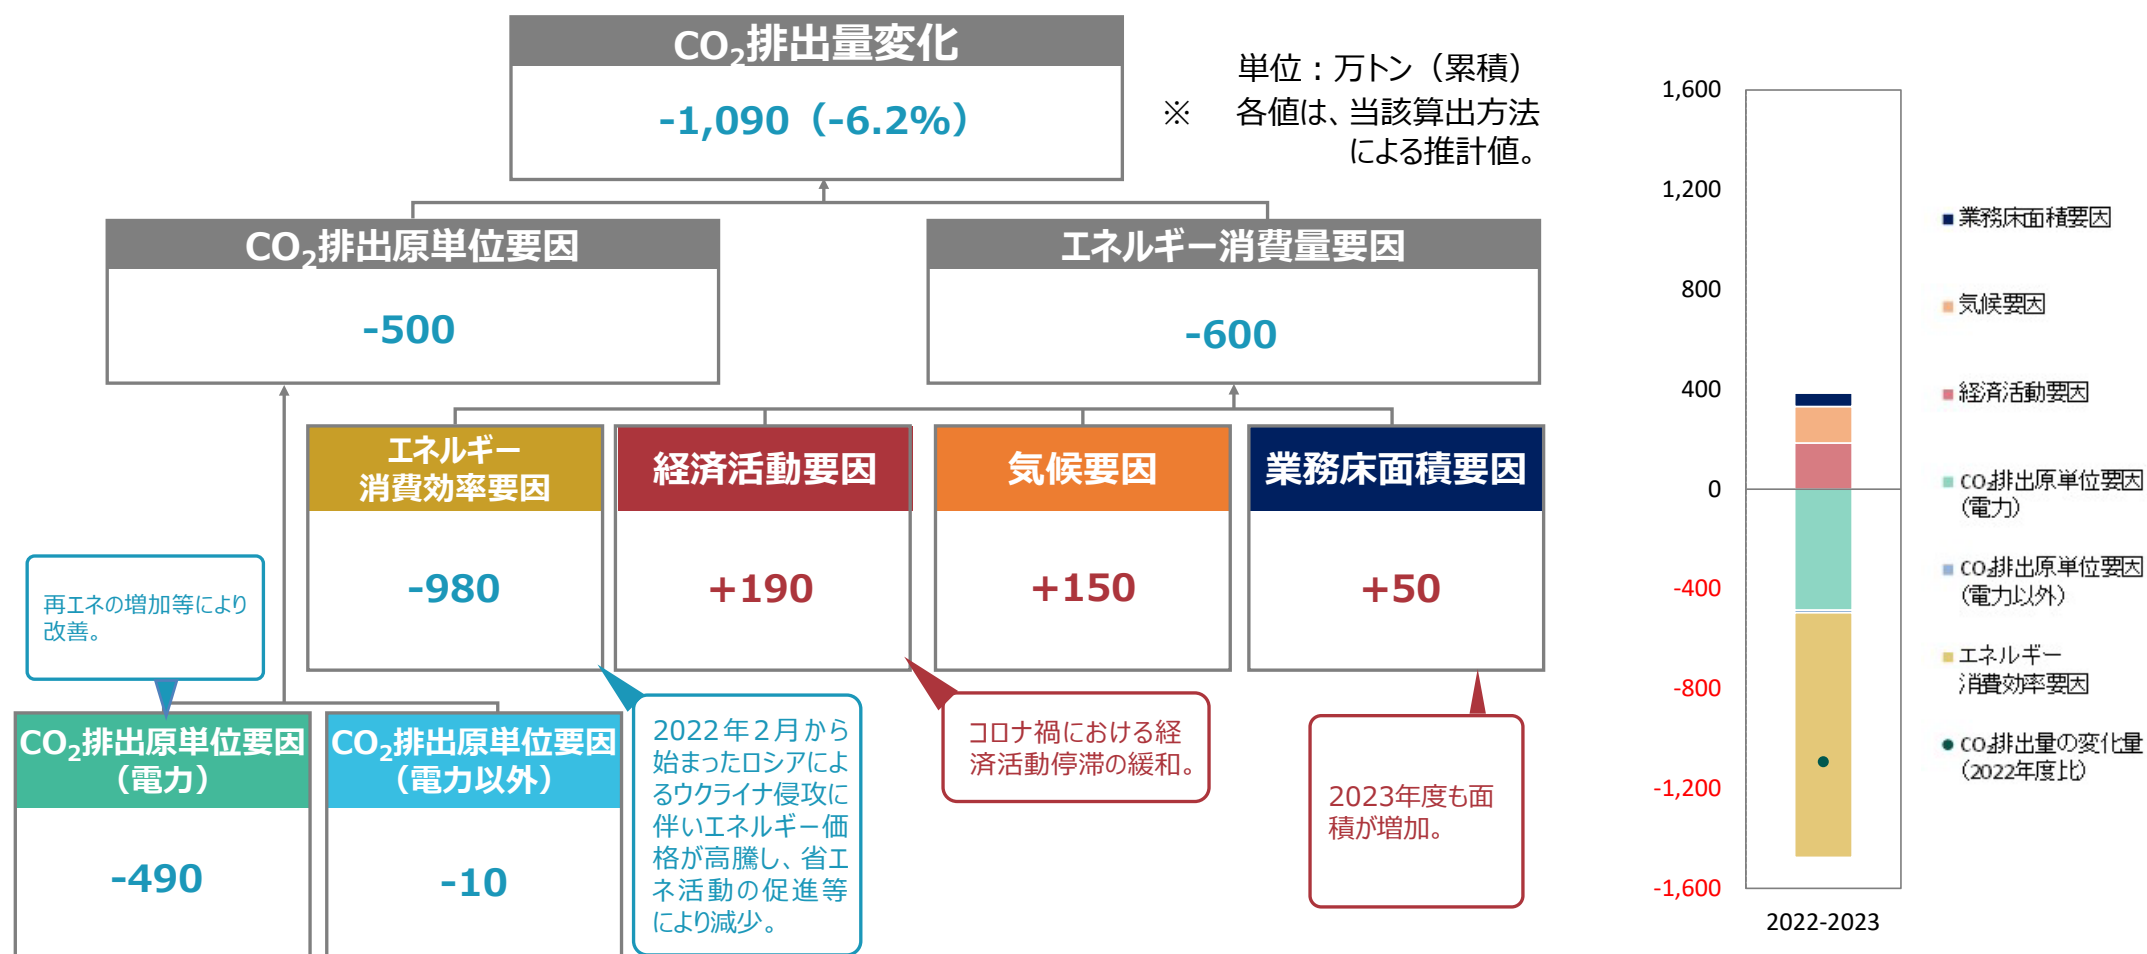 CO₂排出量変化
-1,090（-6.2%）
単位：万トン（累積）
※ 各値は、当該算出方法
による推計値。
CO₂排出原単位要因
-500
エネルギー消費量要因
-600
エネルギー
消費効率要因
-980
経済活動要因
+190
気候要因
+150
業務床面積要因
+50
再エネの増加等により
改善。
CO₂排出原単位要因
（電力）
-490
CO₂排出原単位要因
（電力以外）
-10
2022年2月から
始まったロシアによ
るウクライナ侵攻に
伴いエネルギー価
格が高騰し、省エ
ネ活動の促進等
により減少。
コロナ禍における経
済活動停滞の緩和。
2023年度も面
積が増加。
1,600
1,200
800
400
0
-400
-800
-1,200
-1,600
2022-2023
業務床面積要因
気候要因
経済活動要因
CO₂排出原単位要因
(電力)
CO₂排出原単位要因
(電力以外)
エネルギー
消費効率要因
CO₂排出量の変化量
(2022年度比)